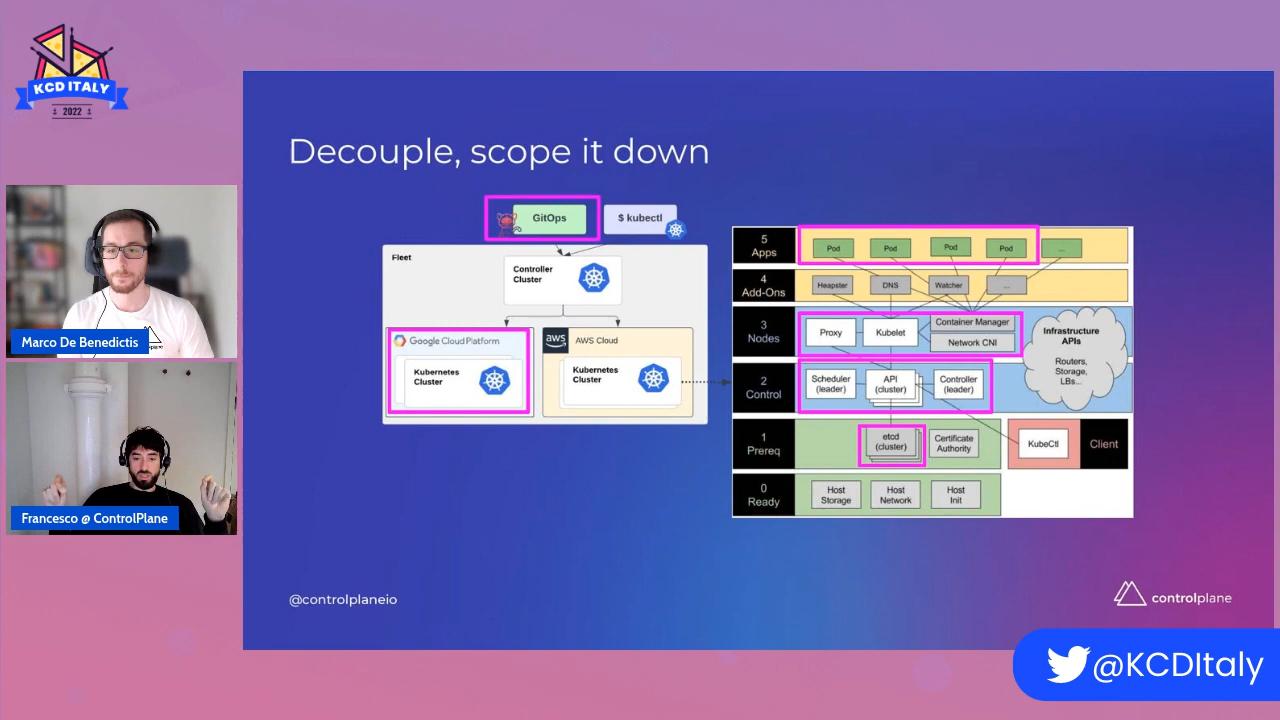 KCD ITALY
2022
Marco De Benedictis
Francesco @ ControlPlane
Decouple, scope it down
GitOps
$ kubectl
Fleet
Controller
Cluster
Google Cloud Platform
Kubernetes
Cluster
aws
AWS Cloud
Kubernetes
Cluster
5
Apps
Pod
Pod
Pod
Pod
...
4
Add-Ons
Heapster
DNS
Watcher
...
3
Nodes
Proxy
Kubelet
Container Manager
Network CNI
Infrastructure
APIs
Routers,
Storage,
LBs...
2
Control
Scheduler
(leader)
API
(cluster)
Controller
(leader)
1
Prereq
etcd
(cluster)
Certificate
Authority
KubeCtl
Client
0
Ready
Host
Storage
Host
Network
Host
Init
@controlplaneio
controlplane
@KCDItaly